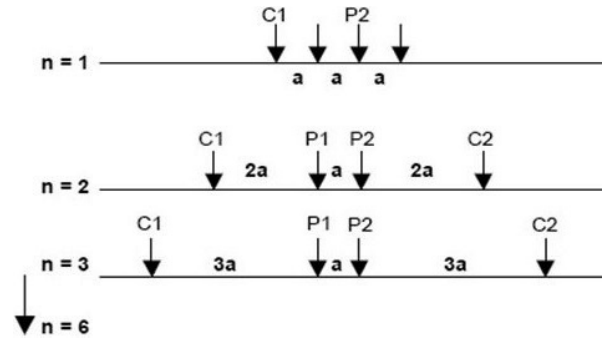 C1 P2
n = 1
a a a
C1 P1 P2 C2
2a a 2a
n = 2
C1 P1 P2 C2
n = 3 3a a 3a
n = 6